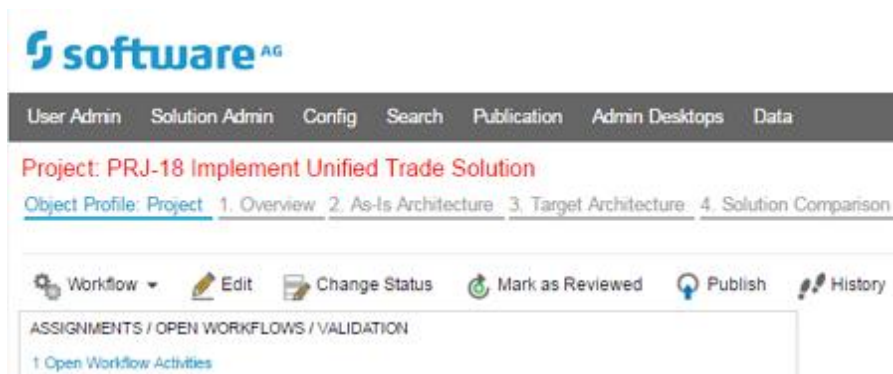 software AG
User Admin Solution Admin Config Search Publication Admin Desktops Data
Project: PRJ-18 Implement Unified Trade Solution
Object Profile: Project 1. Overview 2. As-Is Architecture 3. Target Architecture 4. Solution Comparison
Workflow Edit Change Status Mark as Reviewed Publish History
ASSIGNMENTS / OPEN WORKFLOWS / VALIDATION
1 Open Workflow Activities